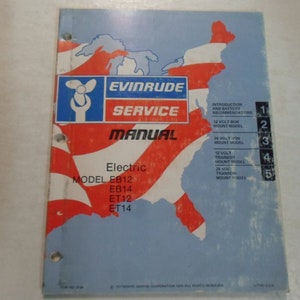 EVINRUDE
SERVICE
MANUAL
Electric
MODEL EB12
EB14
ET12
ET14
INTRODUCTION
AND BATTERY
RECOMMENDATIONS
1
12 VOLT BOW
MOUNT MODEL
2
24 VOLT BOW
MOUNT MODEL
3
12 VOLT
TRANSOM
MOUNT MODEL
4
24 VOLT
TRANSOM
MOUNT MODEL
5